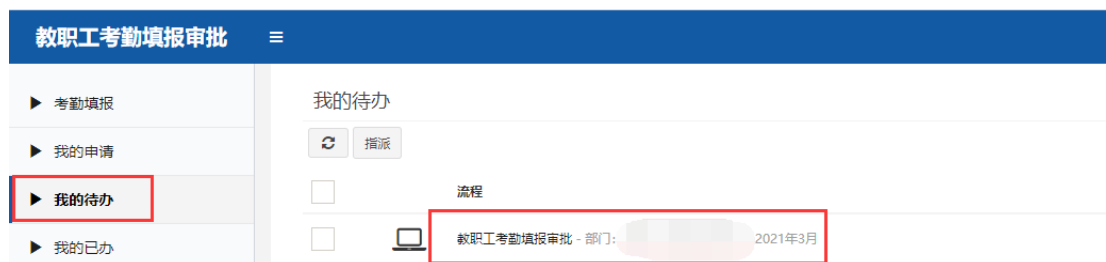 教职工考勤填报审批
考勤填报
我的申请
我的待办
我的已办
我的待办
指派
流程
教职工考勤填报审批 - 部门: 2021年3月